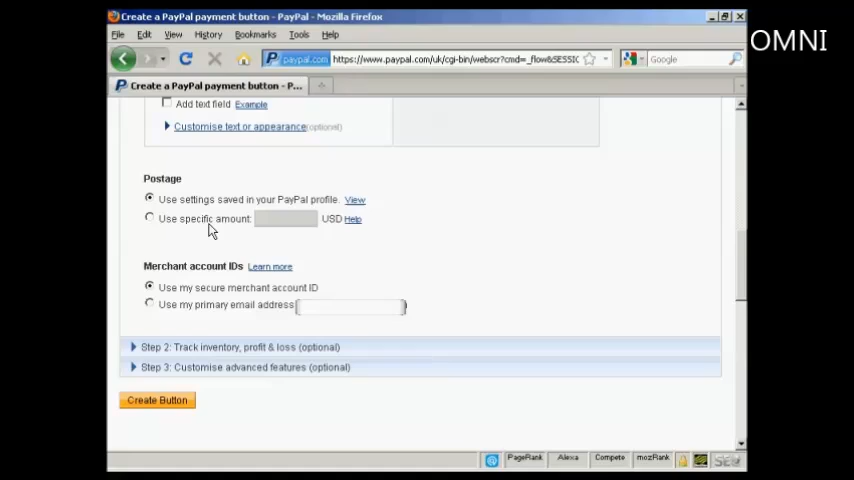 Create a PayPal payment button - PayPal - Mozilla Firefox
OMNI
File Edit View History Bookmarks Tools Help
paypal.com https://www.paypal.com/uk/cgi-bin/webscr?cmd=_flow&SESSIO Google
Create a PayPal payment button - P...
Add text field Example
Customise text or appearance(optional)
Postage
Use settings saved in your PayPal profile. View
Use specific amount: USD Help
Merchant account IDs Learn more
Use my secure merchant account ID
Use my primary email address
Step 2: Track inventory, profit & loss (optional)
Step 3: Customise advanced features (optional)
Create Button
PageRank Alexa Compete mozRank